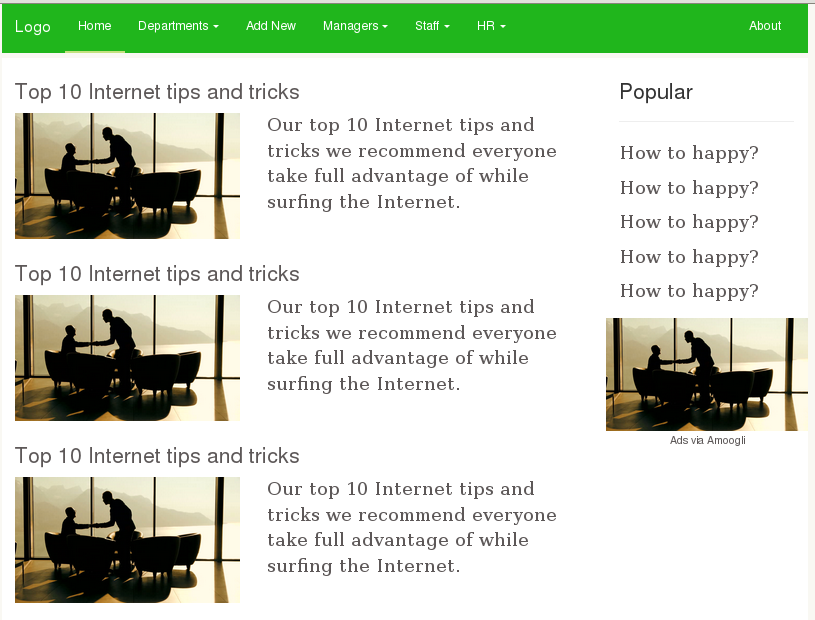 Logo Home Departments Add New Managers Staff HR About
Top 10 Internet tips and tricks
Our top 10 Internet tips and
tricks we recommend everyone
take full advantage of while
surfing the Internet.
Top 10 Internet tips and tricks
Our top 10 Internet tips and
tricks we recommend everyone
take full advantage of while
surfing the Internet.
Top 10 Internet tips and tricks
Our top 10 Internet tips and
tricks we recommend everyone
take full advantage of while
surfing the Internet.
Popular
How to happy?
How to happy?
How to happy?
How to happy?
How to happy?
Ads via Amoogli